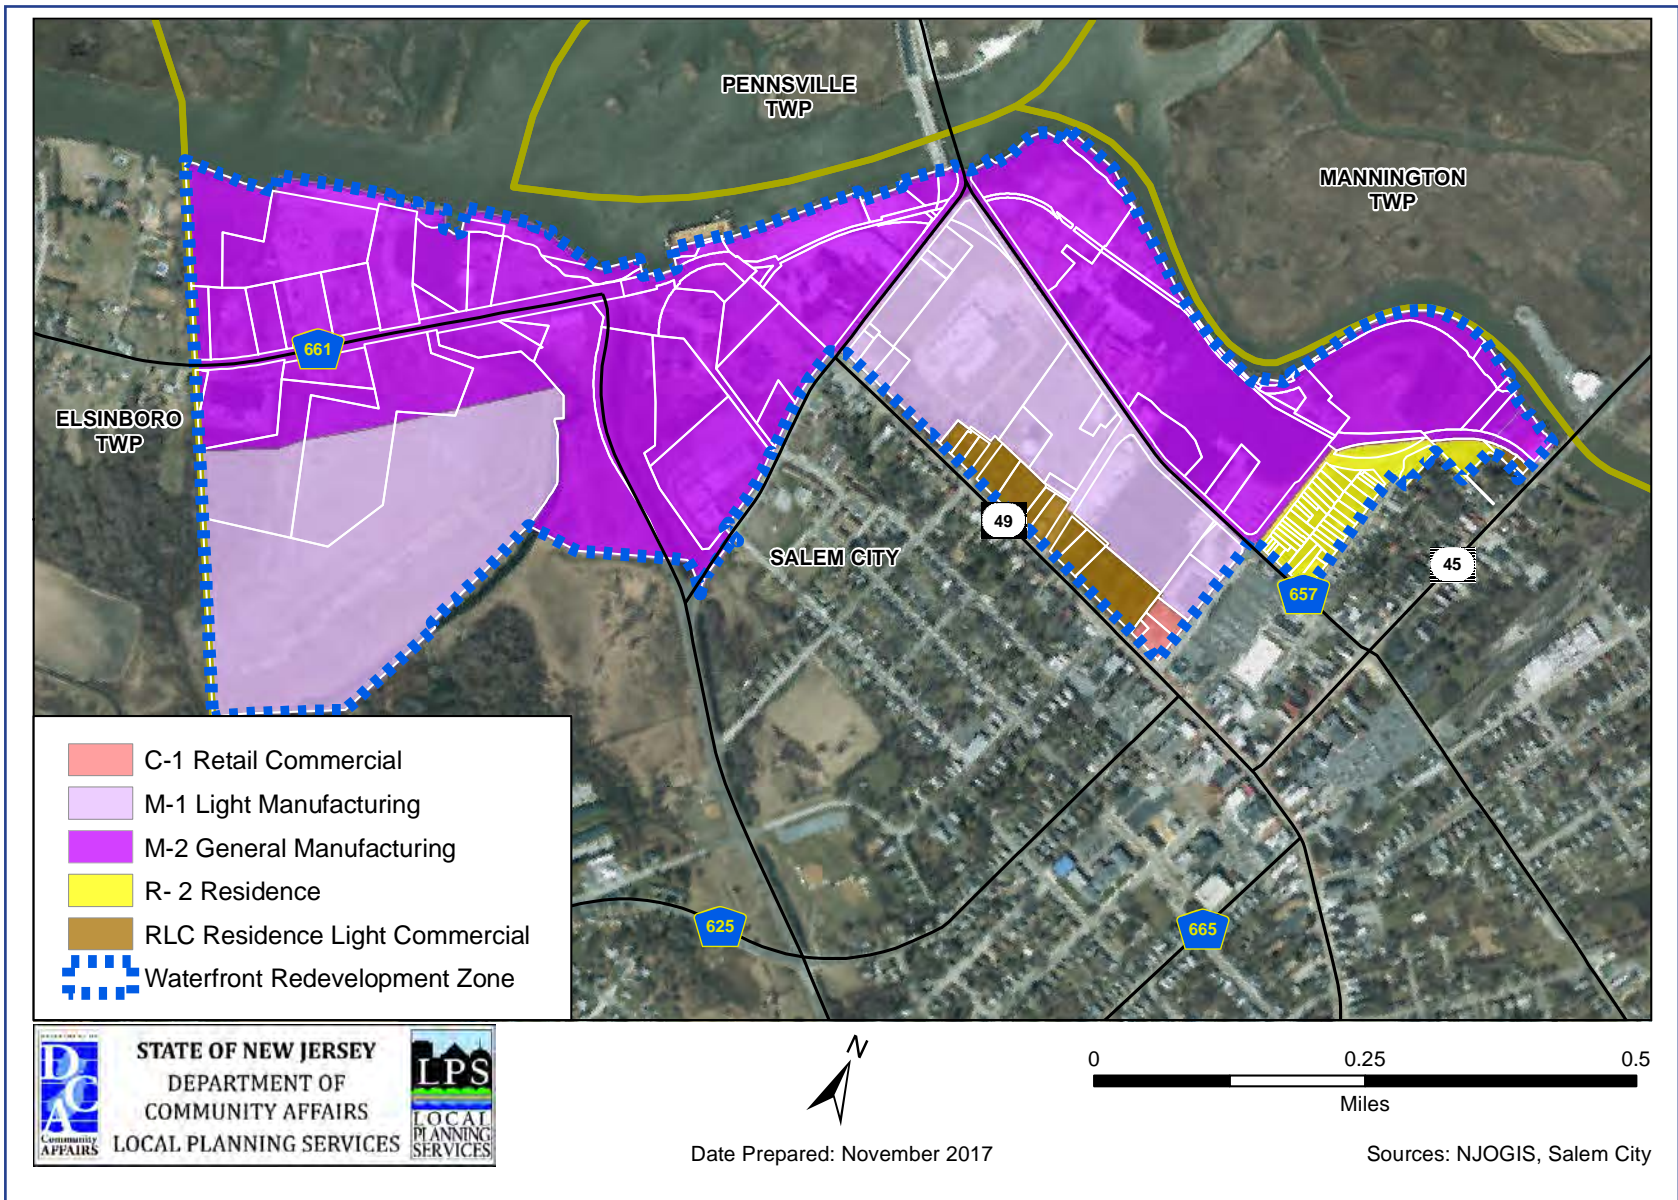 PENNSVILLE
TWP
MANNINGTON
TWP
661
ELSINBORO
TWP
49
SALEM CITY
45
657
C-1 Retail Commercial
M-1 Light Manufacturing
M-2 General Manufacturing
R- 2 Residence
RLC Residence Light Commercial
Waterfront Redevelopment Zone
625
665
DCA
Community
AFFAIRS
STATE OF NEW JERSEY
DEPARTMENT OF
COMMUNITY AFFAIRS
LOCAL PLANNING SERVICES
LPS
LOCAL
PLANNING
SERVICES
N
Date Prepared: November 2017
0 0.25 0.5
Miles
Sources: NJOGIS, Salem City